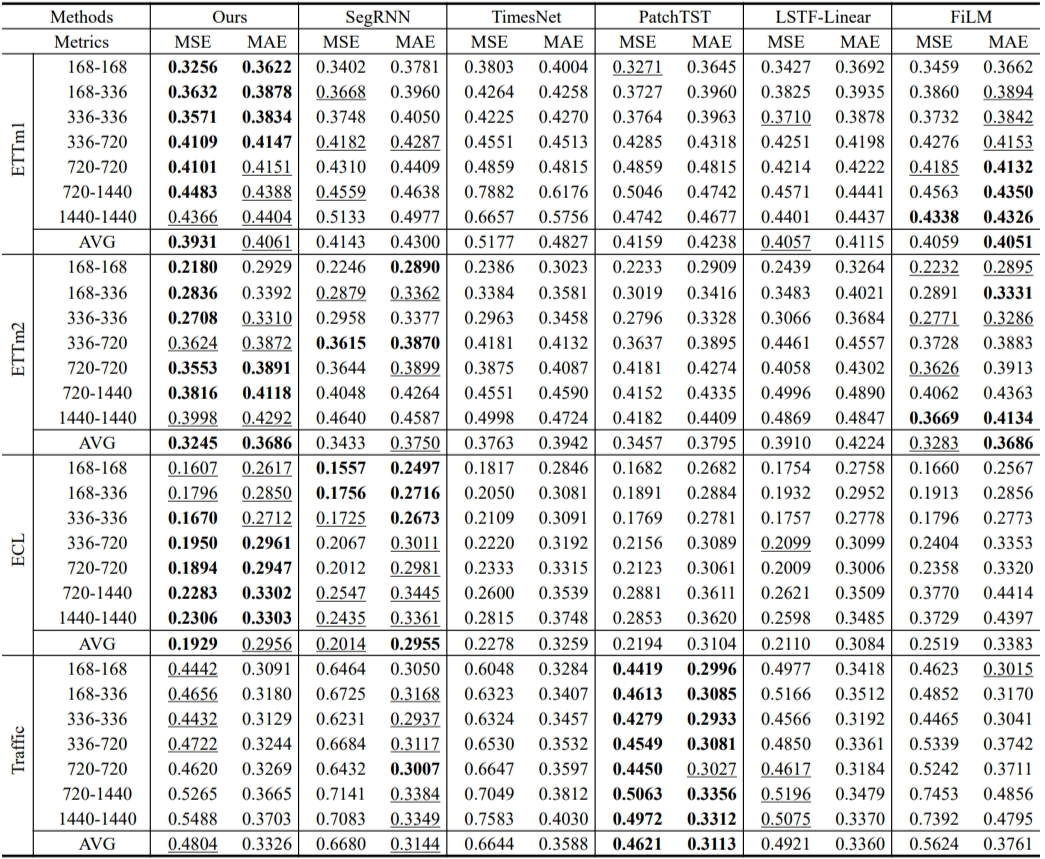 Methods Ours SegRNN TimesNet PatchTST LSTF-Linear FiLM
Metrics MSE MAE MSE MAE MSE MAE MSE MAE MSE MAE MSE MAE
ETTm1
168-168 0.3256 0.3622 0.3402 0.3781 0.3803 0.4004 0.3271 0.3645 0.3427 0.3692 0.3459 0.3662
168-336 0.3632 0.3878 0.3668 0.3960 0.4264 0.4258 0.3727 0.3960 0.3825 0.3935 0.3860 0.3894
336-336 0.3571 0.3834 0.3748 0.4050 0.4225 0.4270 0.3764 0.3963 0.3710 0.3878 0.3732 0.3842
336-720 0.4109 0.4147 0.4182 0.4287 0.4551 0.4513 0.4285 0.4318 0.4251 0.4198 0.4276 0.4153
720-720 0.4101 0.4151 0.4310 0.4409 0.4859 0.4815 0.4859 0.4815 0.4214 0.4222 0.4185 0.4132
720-1440 0.4483 0.4388 0.4559 0.4638 0.7882 0.6176 0.5046 0.4742 0.4571 0.4441 0.4563 0.4350
1440-1440 0.4366 0.4404 0.5133 0.4977 0.6657 0.5756 0.4742 0.4677 0.4401 0.4437 0.4338 0.4326
AVG 0.3931 0.4061 0.4143 0.4300 0.5177 0.4827 0.4159 0.4238 0.4057 0.4115 0.4059 0.4051
ETTm2
168-168 0.2180 0.2929 0.2246 0.2890 0.2386 0.3023 0.2233 0.2909 0.2439 0.3264 0.2232 0.2895
168-336 0.2836 0.3392 0.2879 0.3362 0.3384 0.3581 0.3019 0.3416 0.3483 0.4021 0.2891 0.3331
336-336 0.2708 0.3310 0.2958 0.3377 0.2963 0.3458 0.2796 0.3328 0.3066 0.3684 0.2771 0.3286
336-720 0.3624 0.3872 0.3615 0.3870 0.4181 0.4132 0.3637 0.3895 0.4461 0.4557 0.3728 0.3883
720-720 0.3553 0.3891 0.3644 0.3899 0.3875 0.4087 0.4181 0.4274 0.4058 0.4302 0.3626 0.3913
720-1440 0.3816 0.4118 0.4048 0.4264 0.4551 0.4590 0.4152 0.4335 0.4996 0.4890 0.4062 0.4363
1440-1440 0.3998 0.4292 0.4640 0.4587 0.4998 0.4724 0.4182 0.4409 0.4869 0.4847 0.3669 0.4134
AVG 0.3245 0.3686 0.3433 0.3750 0.3763 0.3942 0.3457 0.3795 0.3910 0.4224 0.3283 0.3686
ECL
168-168 0.1607 0.2617 0.1557 0.2497 0.1817 0.2846 0.1682 0.2682 0.1754 0.2758 0.1660 0.2567
168-336 0.1796 0.2850 0.1756 0.2716 0.2050 0.3081 0.1891 0.2884 0.1932 0.2952 0.1913 0.2856
336-336 0.1670 0.2712 0.1725 0.2673 0.2109 0.3091 0.1769 0.2781 0.1757 0.2778 0.1796 0.2773
336-720 0.1950 0.2961 0.2067 0.3011 0.2220 0.3192 0.2156 0.3089 0.2099 0.3099 0.2404 0.3353
720-720 0.1894 0.2947 0.2012 0.2981 0.2333 0.3315 0.2123 0.3061 0.2009 0.3006 0.2358 0.3320
720-1440 0.2283 0.3302 0.2547 0.3445 0.2600 0.3539 0.2881 0.3611 0.2621 0.3509 0.3770 0.4414
1440-1440 0.2306 0.3303 0.2435 0.3361 0.2815 0.3748 0.2853 0.3620 0.2598 0.3485 0.3729 0.4397
AVG 0.1929 0.2956 0.2014 0.2955 0.2278 0.3259 0.2194 0.3104 0.2110 0.3084 0.2519 0.3383
Traffic
168-168 0.4442 0.3091 0.6464 0.3050 0.6048 0.3284 0.4419 0.2996 0.4977 0.3418 0.4623 0.3015
168-336 0.4656 0.3180 0.6725 0.3168 0.6323 0.3407 0.4613 0.3085 0.5166 0.3512 0.4852 0.3170
336-336 0.4432 0.3129 0.6231 0.2937 0.6324 0.3457 0.4279 0.2933 0.4566 0.3192 0.4465 0.3041
336-720 0.4722 0.3244 0.6684 0.3117 0.6530 0.3532 0.4549 0.3081 0.4850 0.3361 0.5339 0.3742
720-720 0.4620 0.3269 0.6432 0.3007 0.6647 0.3597 0.4450 0.3027 0.4617 0.3184 0.5242 0.3711
720-1440 0.5265 0.3665 0.7141 0.3384 0.7049 0.3812 0.5063 0.3356 0.5196 0.3479 0.7453 0.4856
1440-1440 0.5488 0.3703 0.7083 0.3349 0.7583 0.4030 0.4972 0.3312 0.5075 0.3370 0.7392 0.4795
AVG 0.4804 0.3326 0.6680 0.3144 0.6644 0.3588 0.4621 0.3113 0.4921 0.3360 0.5624 0.3761